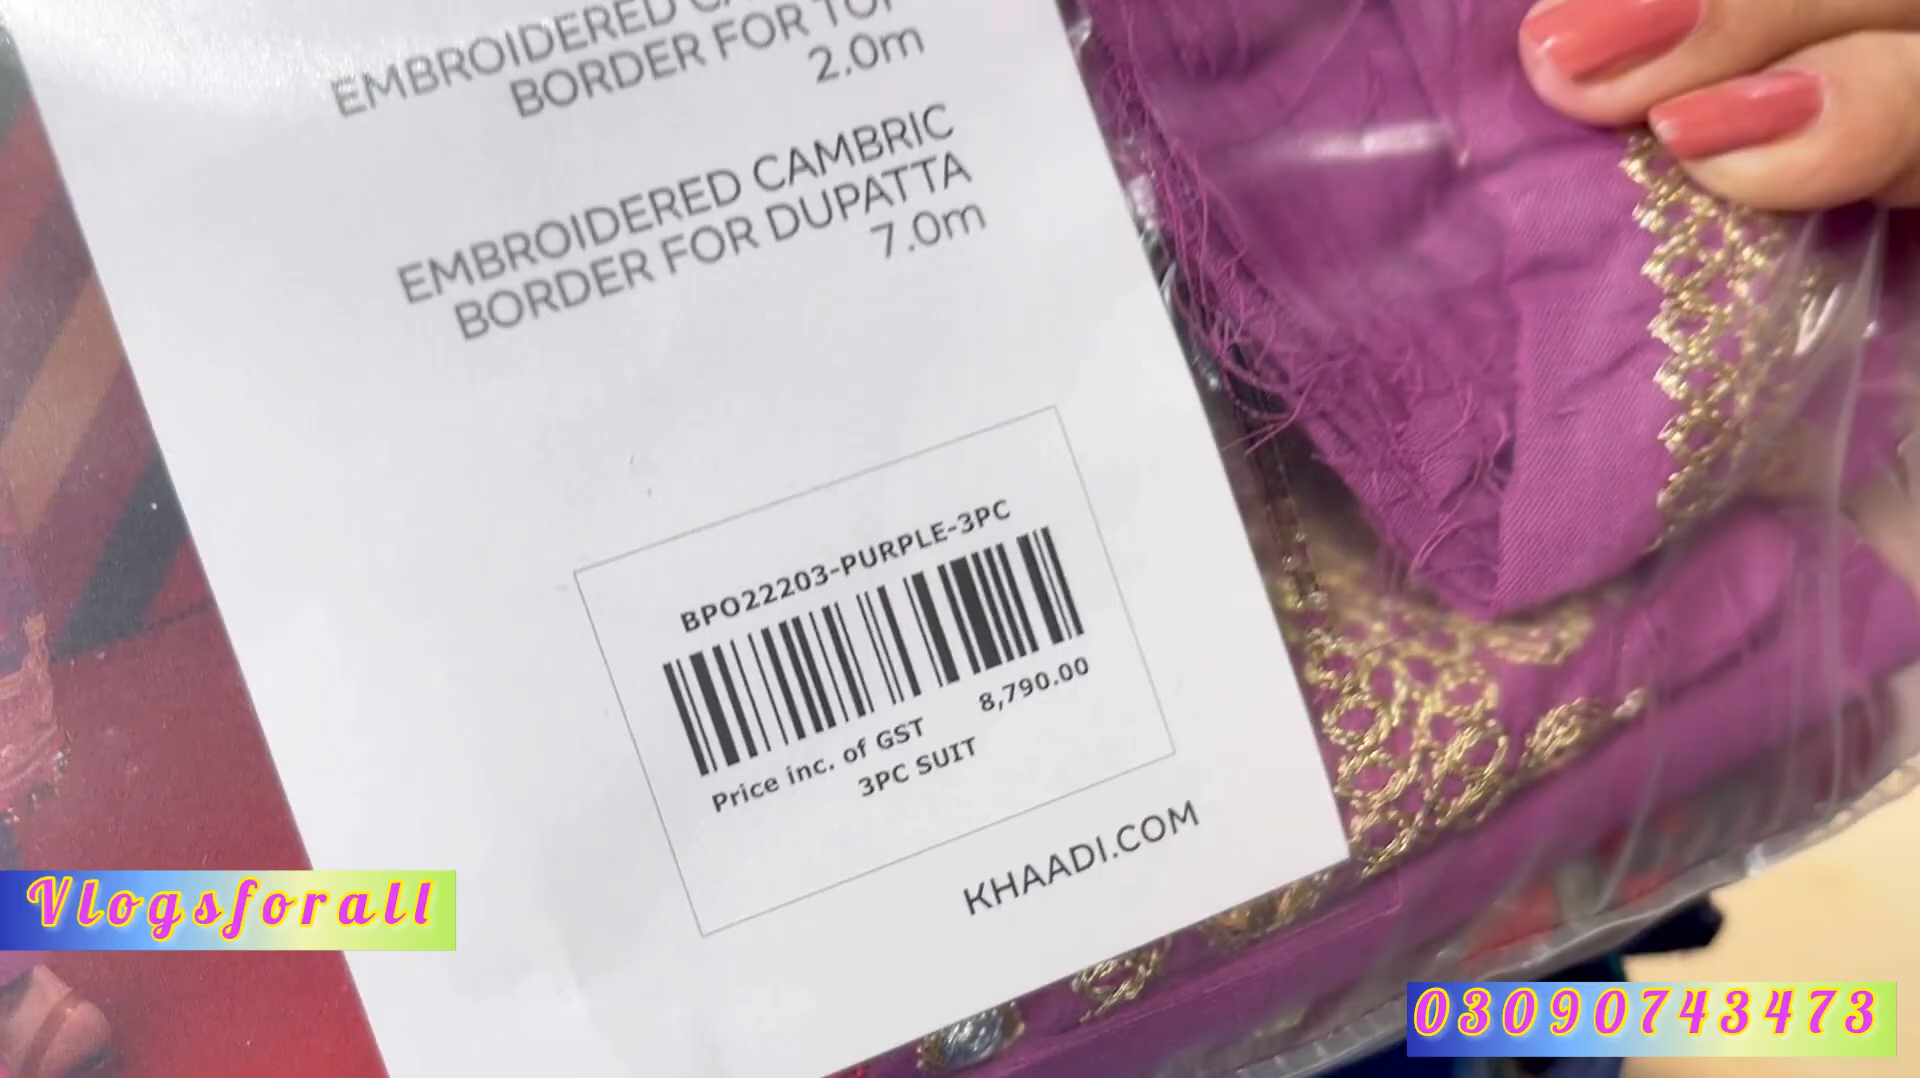 EMBROIDERED
BORDER FOR TOP
2.0m
EMBROIDERED CAMBRIC
BORDER FOR DUPATTA
7.0m
BPO22203-PURPLE-3PC
Price inc. of GST 8,790.00
3PC SUIT
KHAADI.COM
Vlogsforall
03090743473